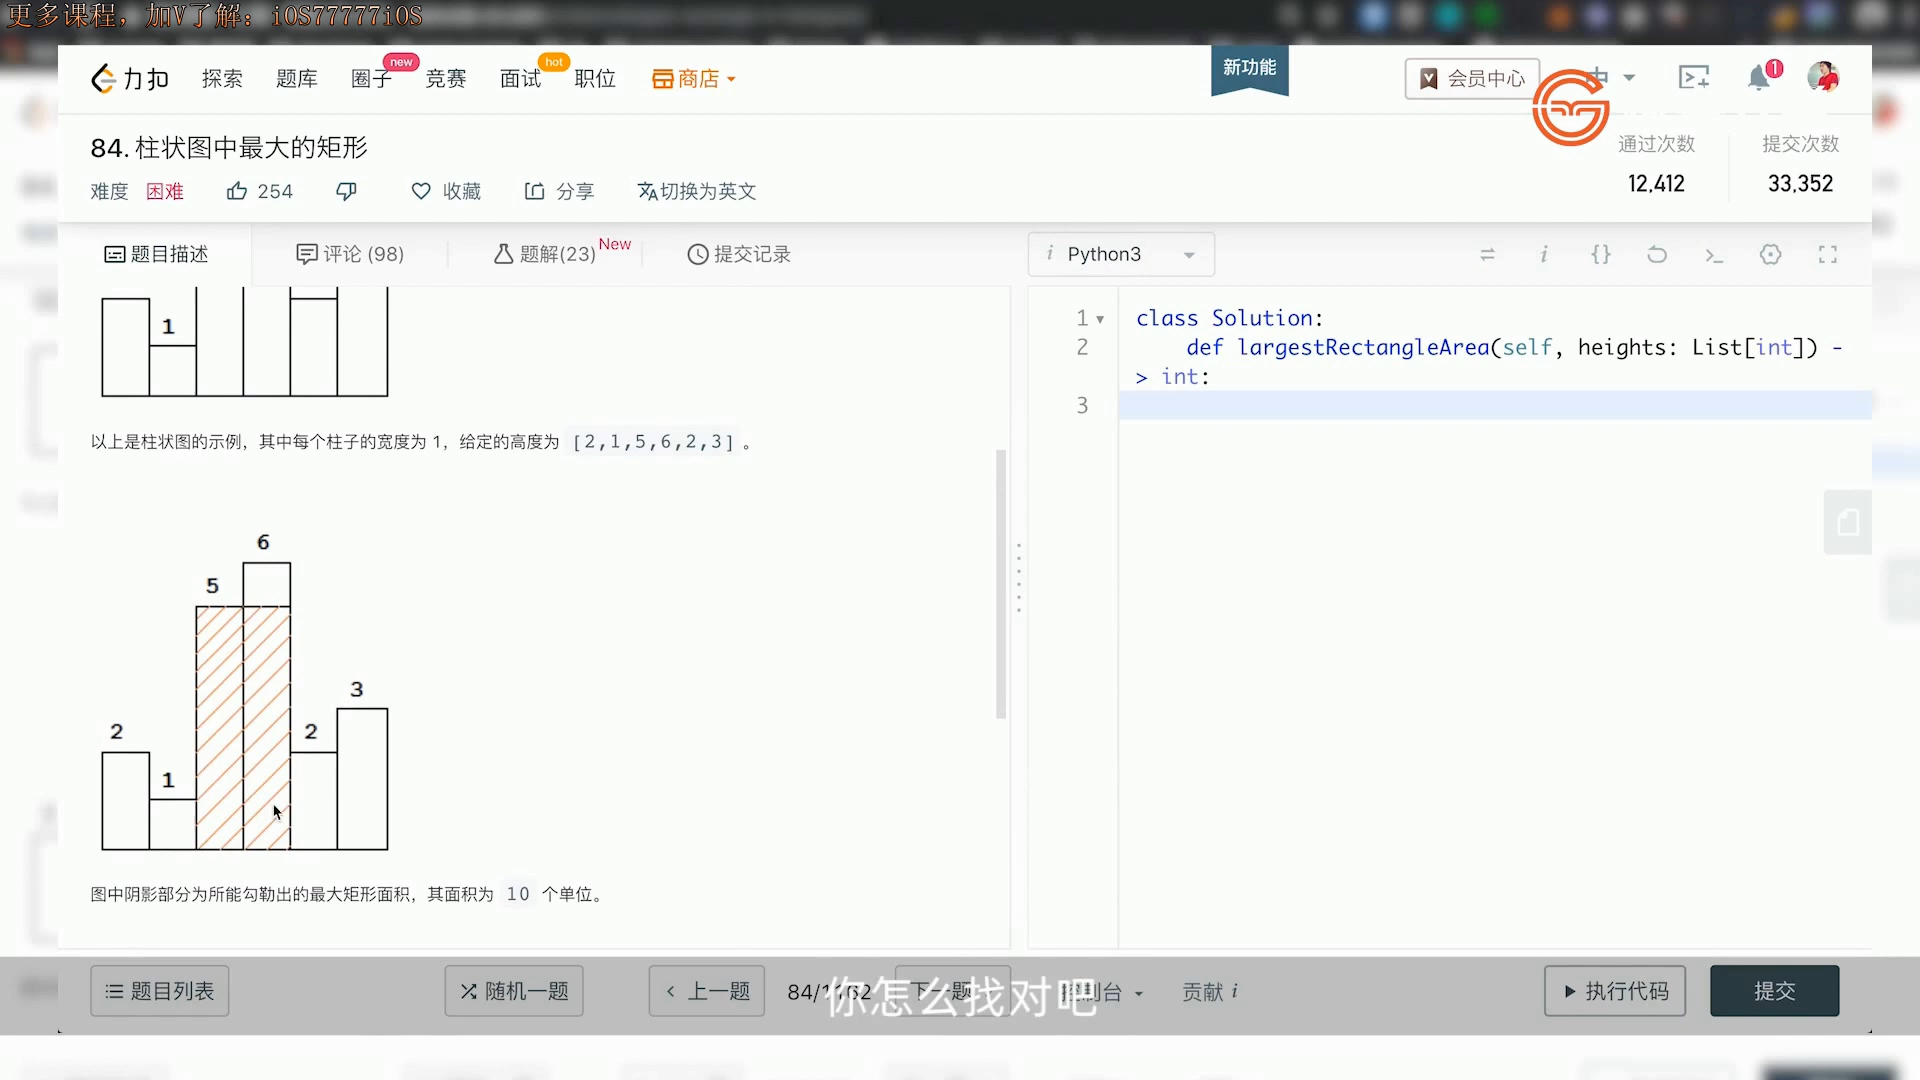 更多课程，加V了解：iOS77777iOS
力扣 探索 题库 圈子 new 竞赛 面试 hot 职位 商店 新功能 会员中心 中 1
84. 柱状图中最大的矩形
通过次数 提交次数
12,412 33,352
难度 困难 254 收藏 分享 切换为英文
题目描述 评论 (98) 题解(23) New 提交记录
i Python3
1
1 class Solution:
2 def largestRectangleArea(self, heights: List[int]) -
> int:
3
以上是柱状图的示例，其中每个柱子的宽度为 1，给定的高度为 [2,1,5,6,2,3] 。
6
5
3
2 2
1
图中阴影部分为所能勾勒出的最大矩形面积，其面积为 10 个单位。
题目列表 随机一题 上一题 贡献 i 执行代码 提交
你怎么找对吧